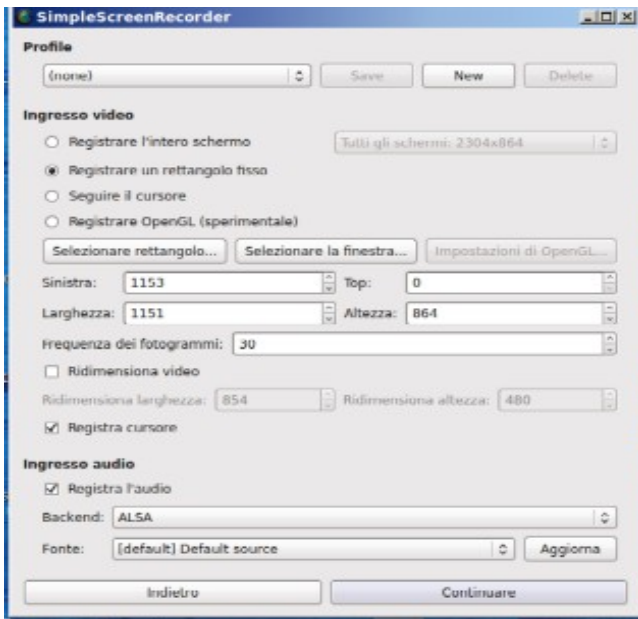 SimpleScreenRecorder
Profile
(none) Save New Delete
Ingresso video
Registrare l'intero schermo Tutti gli schermi: 2304x864
Registrare un rettangolo fisso
Seguire il cursore
Registrare OpenGL (sperimentale)
Selezionare rettangolo... Selezionare la finestra... Impostazioni di OpenGL...
Sinistra: 1153 Top: 0
Larghezza: 1151 Altezza: 864
Frequenza dei fotogrammi: 30
Ridimensiona video
Ridimensiona larghezza: 854 Ridimensiona altezza: 480
Registra cursore
Ingresso audio
Registra l'audio
Backend: ALSA
Fonte: [default] Default source Aggiorna
Indietro Continuare